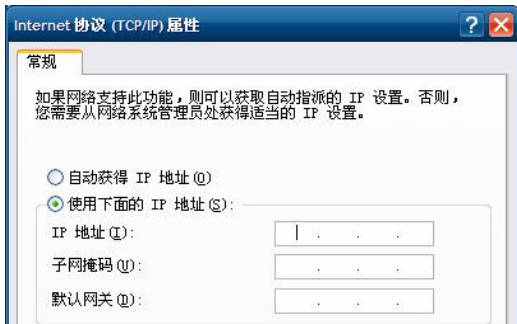 Internet 协议 (TCP/IP) 属性
常规
如果网络支持此功能，则可以获取自动指派的 IP 设置。否则，
您需要从网络系统管理员处获得适当的 IP 设置。
自动获得 IP 地址(O)
使用下面的 IP 地址(S):
IP 地址(I):
子网掩码(U):
默认网关(D):